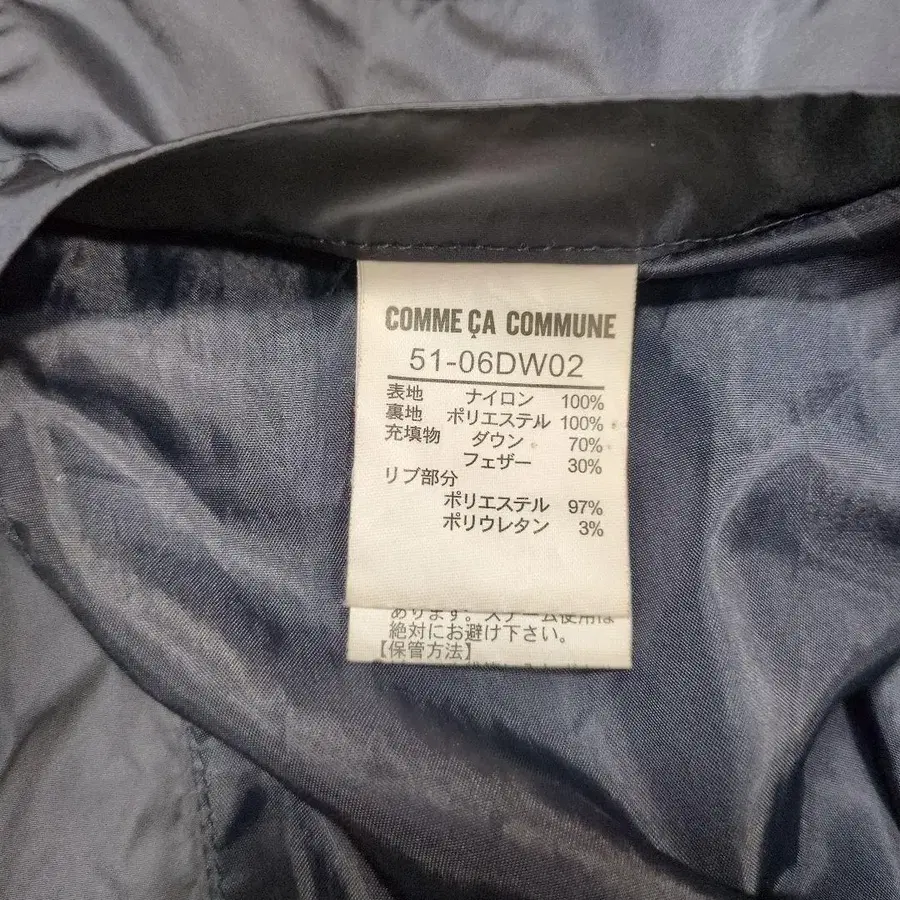 COMME ÇA COMMUNE
51-06DW02
表地 ナイロン 100%
裏地 ポリエステル 100%
充填物 ダウン 70%
フェザー 30%
リブ部分
ポリエステル 97%
ポリウレタン 3%
あります。スチーム使用は
絶対にお避け下さい。
【保管方法】